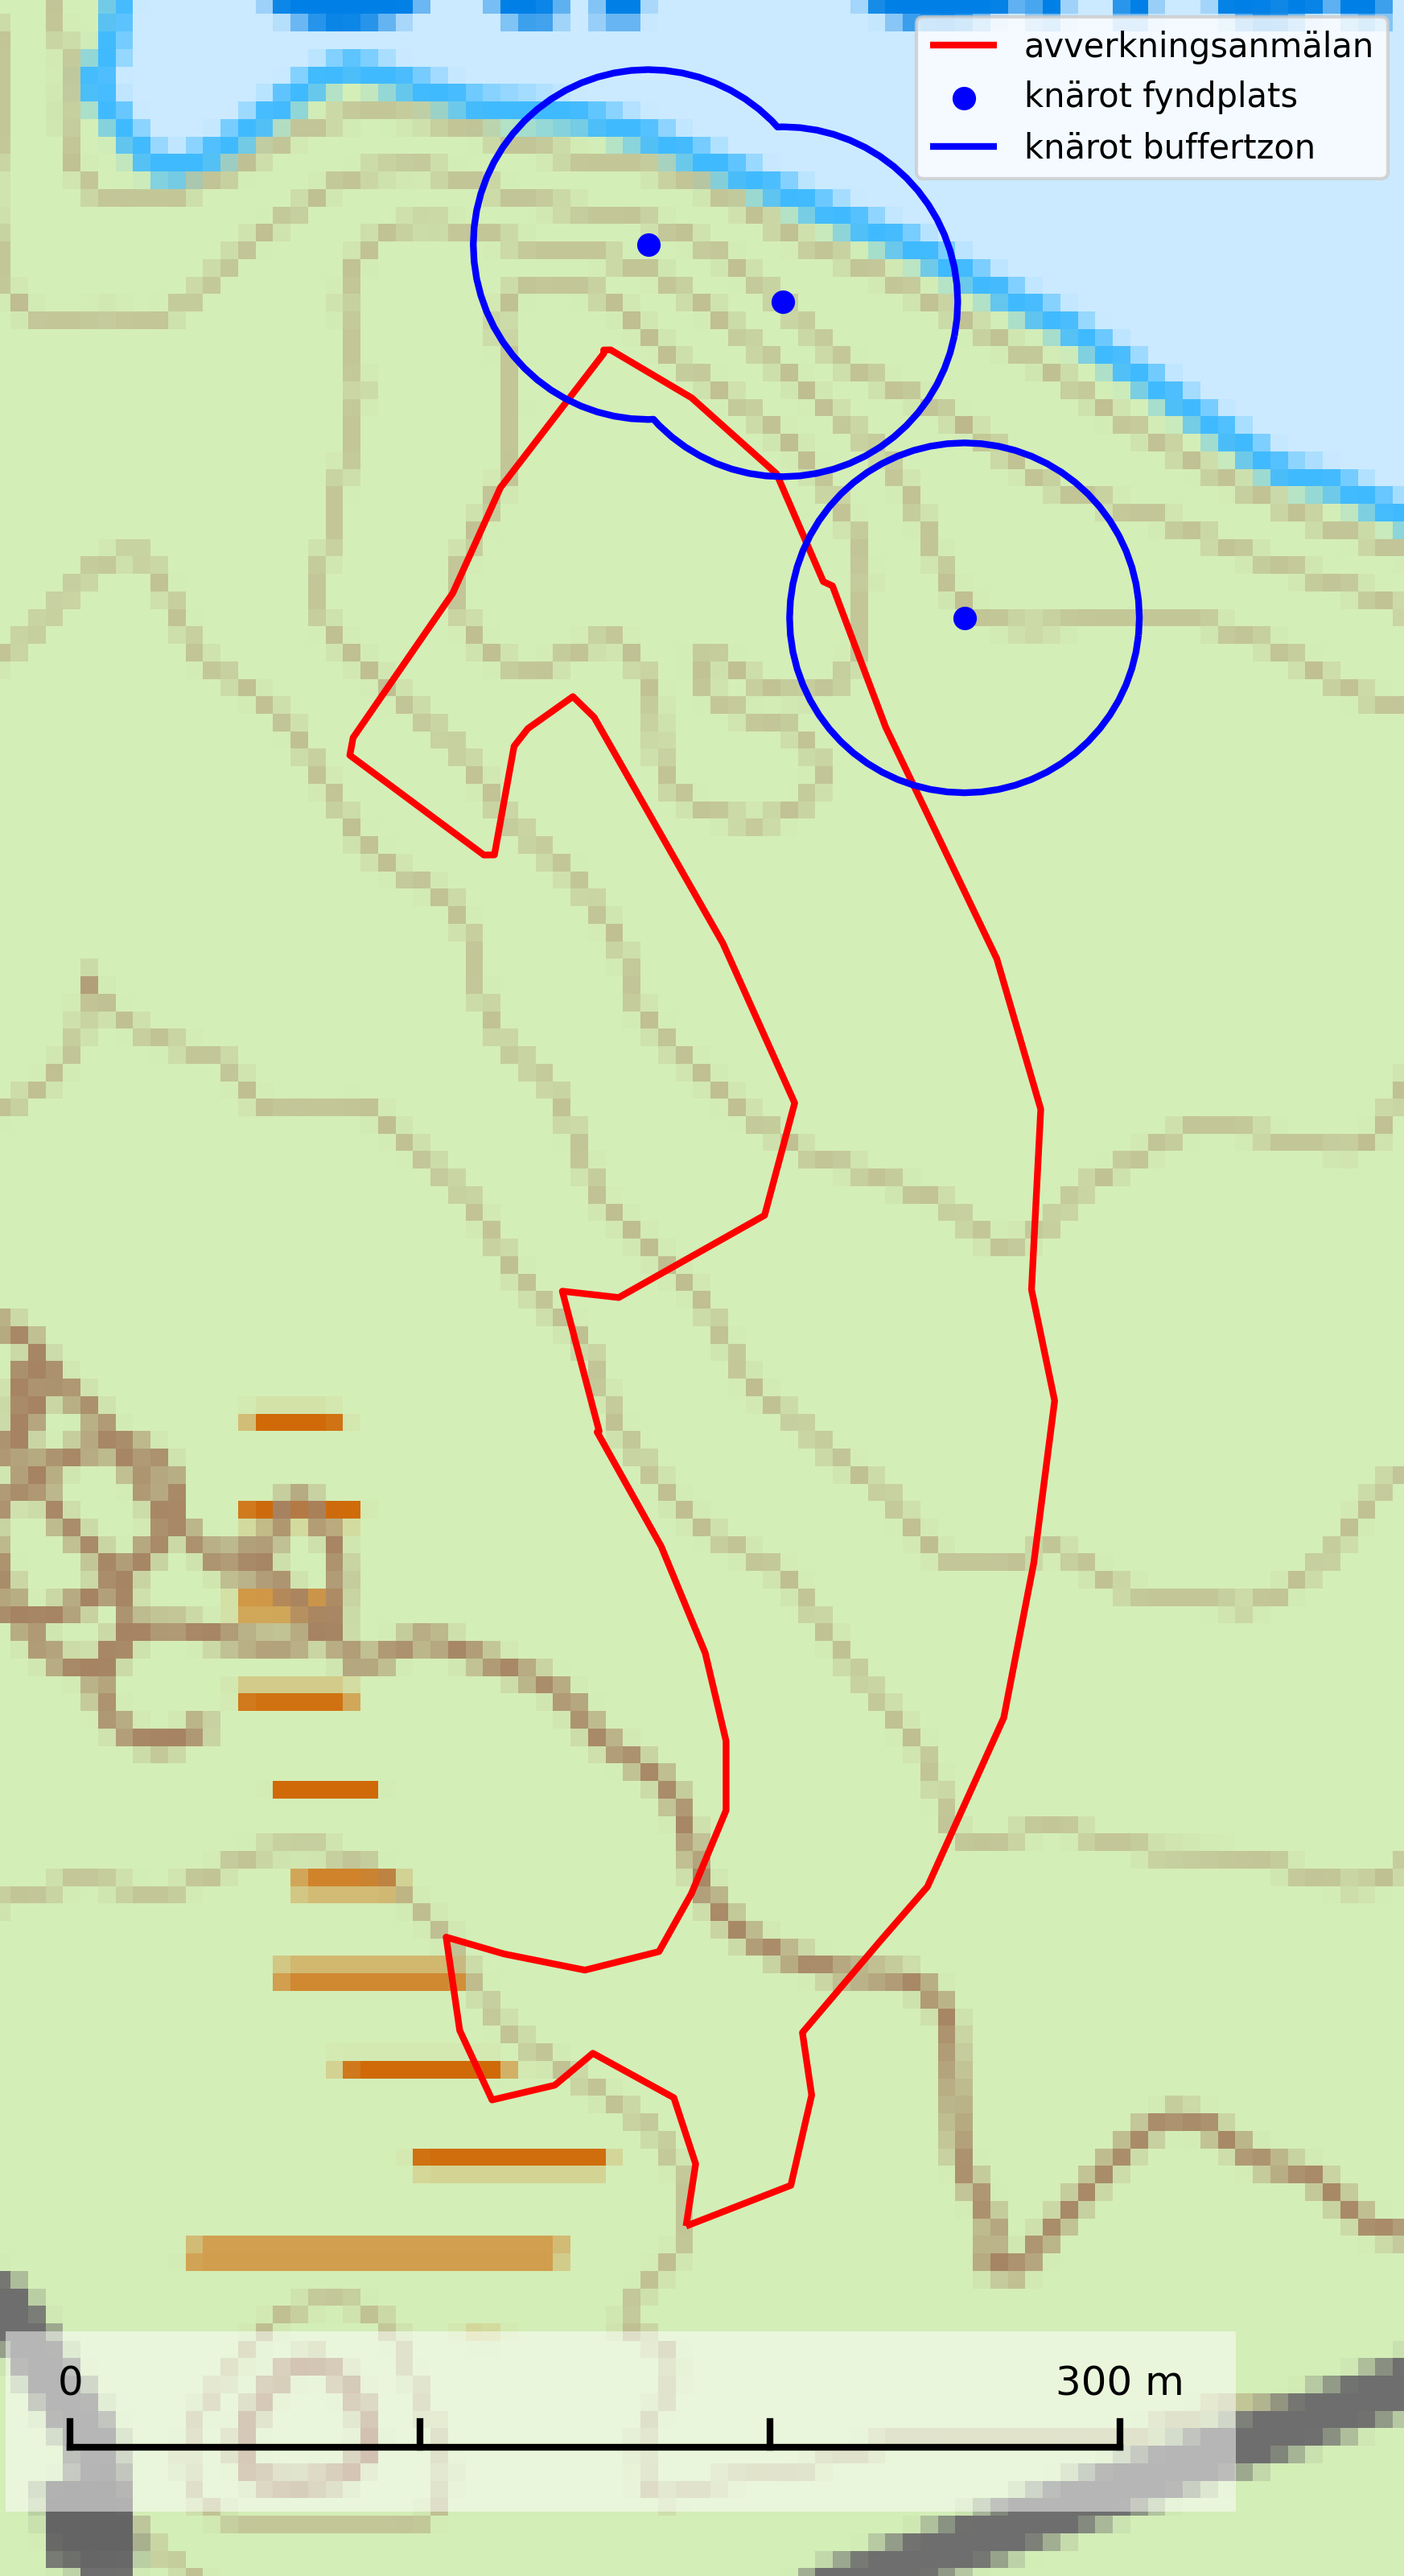 avverkningsanmälan
knärot fyndplats
knärot buffertzon
0
300 m